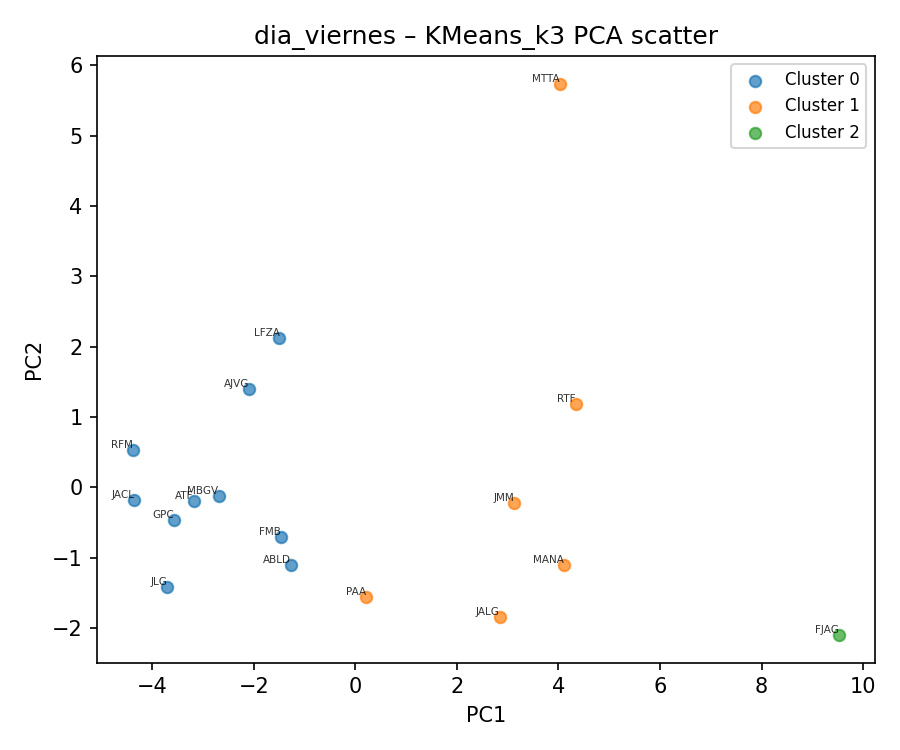 dia_viernes – KMeans_k3 PCA scatter
Cluster 0
Cluster 1
Cluster 2
PC2
6
5
4
3
2
1
0
−1
−2
MTTA
LFZA
AJVG
RTF
RFM
JACL
ATF
MBGV
GPC
JMM
FMB
ABLD
MANA
JLG
PAA
JALG
FJAG
−4
−2
0
2
4
6
8
10
PC1